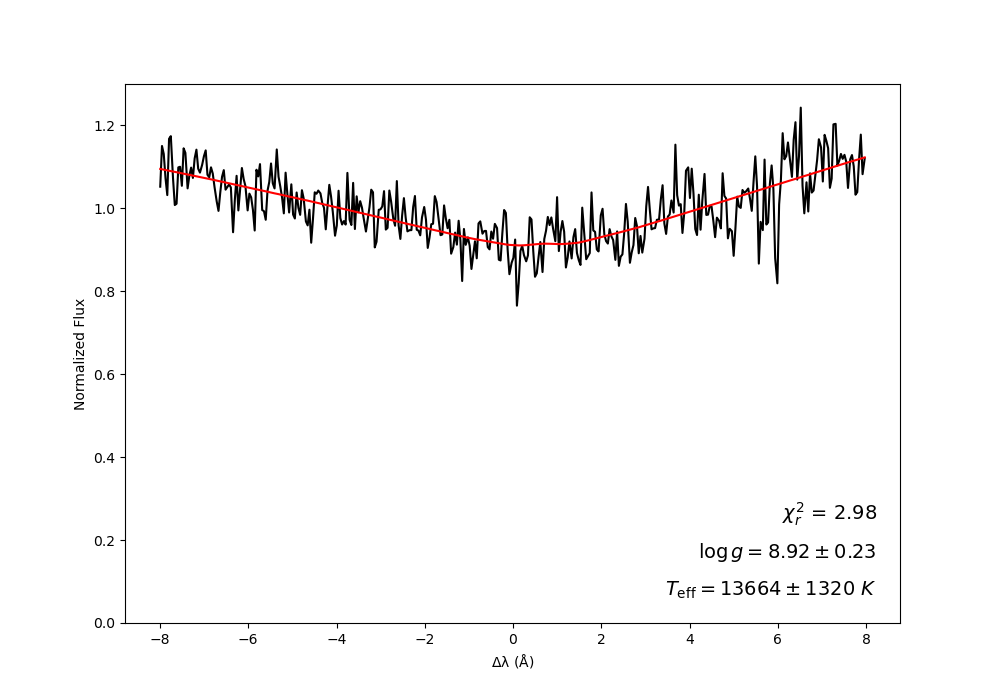 1.2
1.0
0.8
0.6
0.4
0.2
0.0
Normalized Flux
χ²ᵣ = 2.98
log g = 8.92 ± 0.23
T_eff = 13664 ± 1320 K
−8 −6 −4 −2 0 2 4 6 8
Δλ (Å)